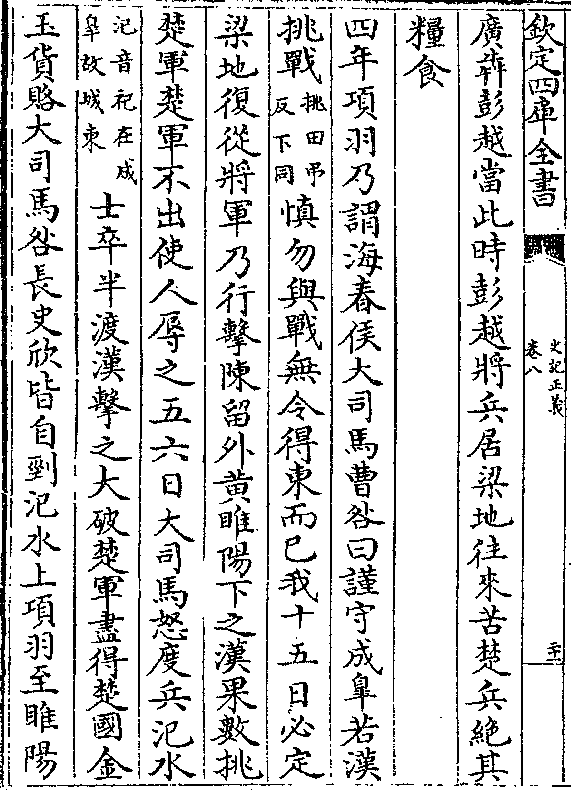 欽定四庫全書
史記正義
卷八
二十
廣武彭越當此時彭越將兵居梁地往來苦楚兵絶其
糧食
四年項羽乃謂海春侯大司馬曹咎曰謹守成臯若漢
挑戰挑田弔反下同慎勿與戰無令得東而已我十五日必定
梁地復從將軍乃行擊陳留外黄睢陽下之漢果數挑
楚軍楚軍不出使人辱之五六日大司馬怒度兵汜水
汜音祀在成臯故城東士卒半渡漢擊之大破楚軍盡得楚國金
玉貨賂大司馬咎長史欣皆自剄汜水上項羽至睢陽